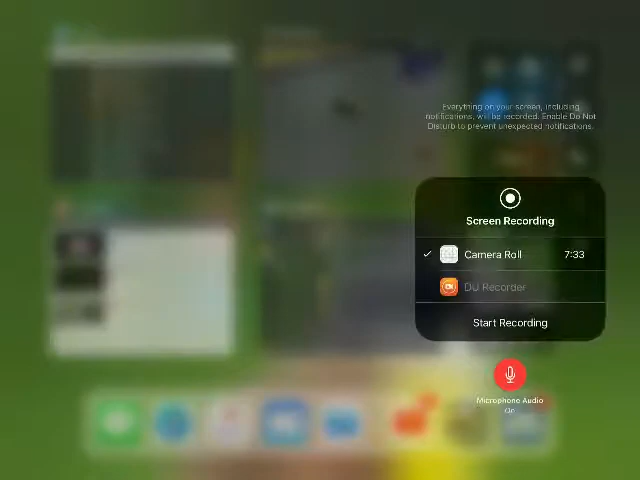 Everything on your screen, including
notifications, will be recorded. Enable Do Not
Disturb to prevent unexpected notifications.
Screen Recording
Camera Roll 7:33
DU Recorder
Start Recording
Microphone Audio
On